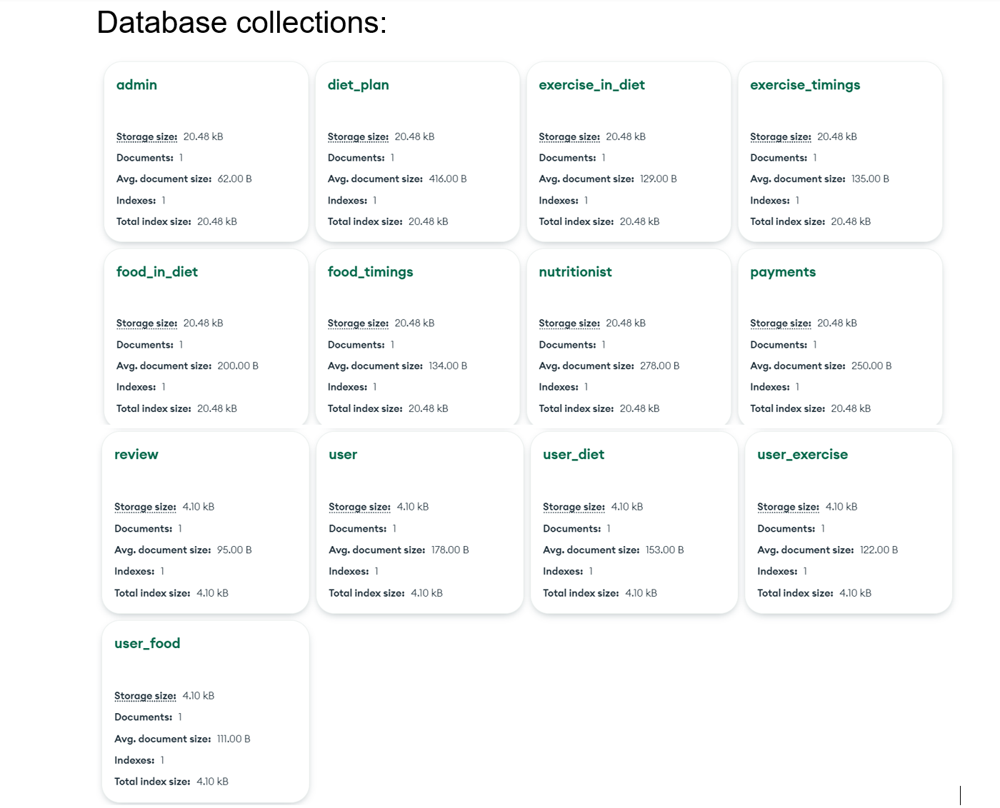 Database collections:
admin
Storage size: 20.48 kB
Documents: 1
Avg. document size: 62.00 B
Indexes: 1
Total index size: 20.48 kB
diet_plan
Storage size: 20.48 kB
Documents: 1
Avg. document size: 416.00 B
Indexes: 1
Total index size: 20.48 kB
exercise_in_diet
Storage size: 20.48 kB
Documents: 1
Avg. document size: 129.00 B
Indexes: 1
Total index size: 20.48 kB
exercise_timings
Storage size: 20.48 kB
Documents: 1
Avg. document size: 135.00 B
Indexes: 1
Total index size: 20.48 kB
food_in_diet
Storage size: 20.48 kB
Documents: 1
Avg. document size: 200.00 B
Indexes: 1
Total index size: 20.48 kB
food_timings
Storage size: 20.48 kB
Documents: 1
Avg. document size: 134.00 B
Indexes: 1
Total index size: 20.48 kB
nutritionist
Storage size: 20.48 kB
Documents: 1
Avg. document size: 278.00 B
Indexes: 1
Total index size: 20.48 kB
payments
Storage size: 20.48 kB
Documents: 1
Avg. document size: 250.00 B
Indexes: 1
Total index size: 20.48 kB
review
Storage size: 4.10 kB
Documents: 1
Avg. document size: 95.00 B
Indexes: 1
Total index size: 4.10 kB
user
Storage size: 4.10 kB
Documents: 1
Avg. document size: 178.00 B
Indexes: 1
Total index size: 4.10 kB
user_diet
Storage size: 4.10 kB
Documents: 1
Avg. document size: 153.00 B
Indexes: 1
Total index size: 4.10 kB
user_exercise
Storage size: 4.10 kB
Documents: 1
Avg. document size: 122.00 B
Indexes: 1
Total index size: 4.10 kB
user_food
Storage size: 4.10 kB
Documents: 1
Avg. document size: 111.00 B
Indexes: 1
Total index size: 4.10 kB